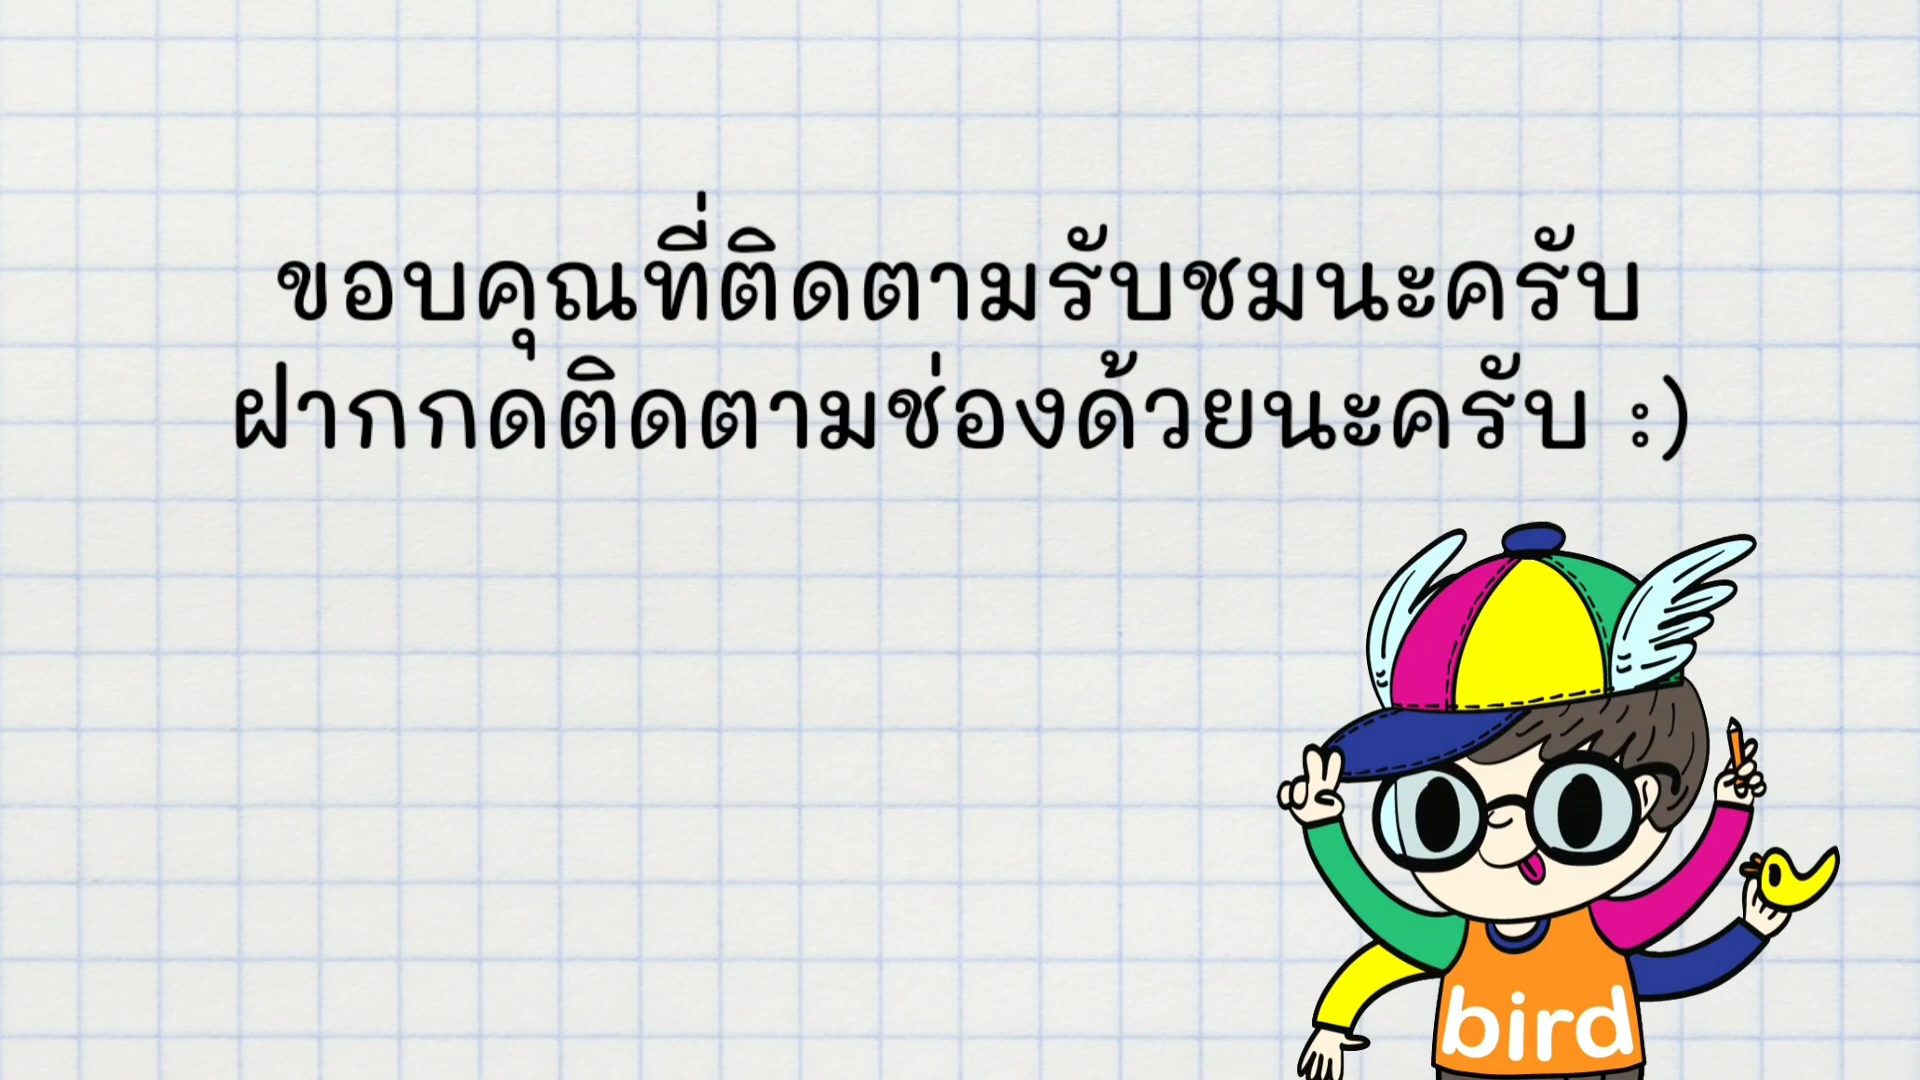 ขอบคุณที่ติดตามรับชมนะครับ
ฝากกดติดตามช่องด้วยนะครับ :)
bird